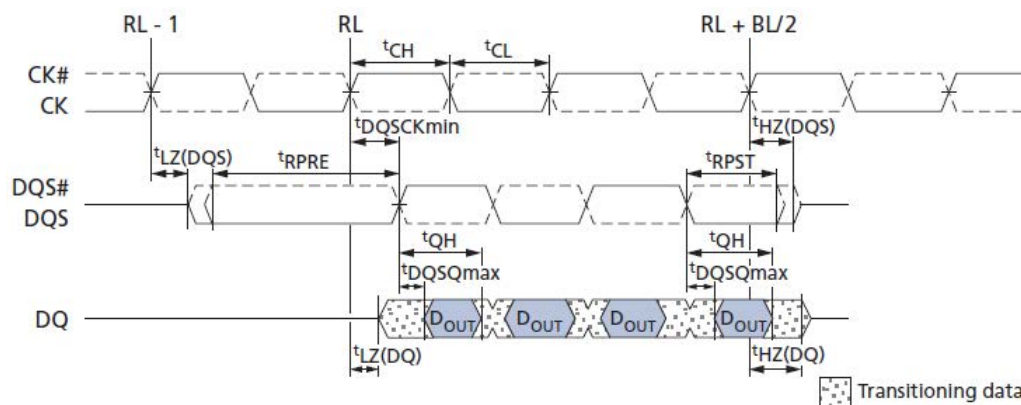 RL - 1 RL RL + BL/2
tCH tCL
CK#
CK
tDQSCKmin tHZ(DQS)
tLZ(DQS) tRPRE tRPST
DQS#
DQS
tQH tQH
tDQSQmax tDQSQmax
DQ DOUT DOUT DOUT DOUT
tLZ(DQ) tHZ(DQ)
Transitioning data